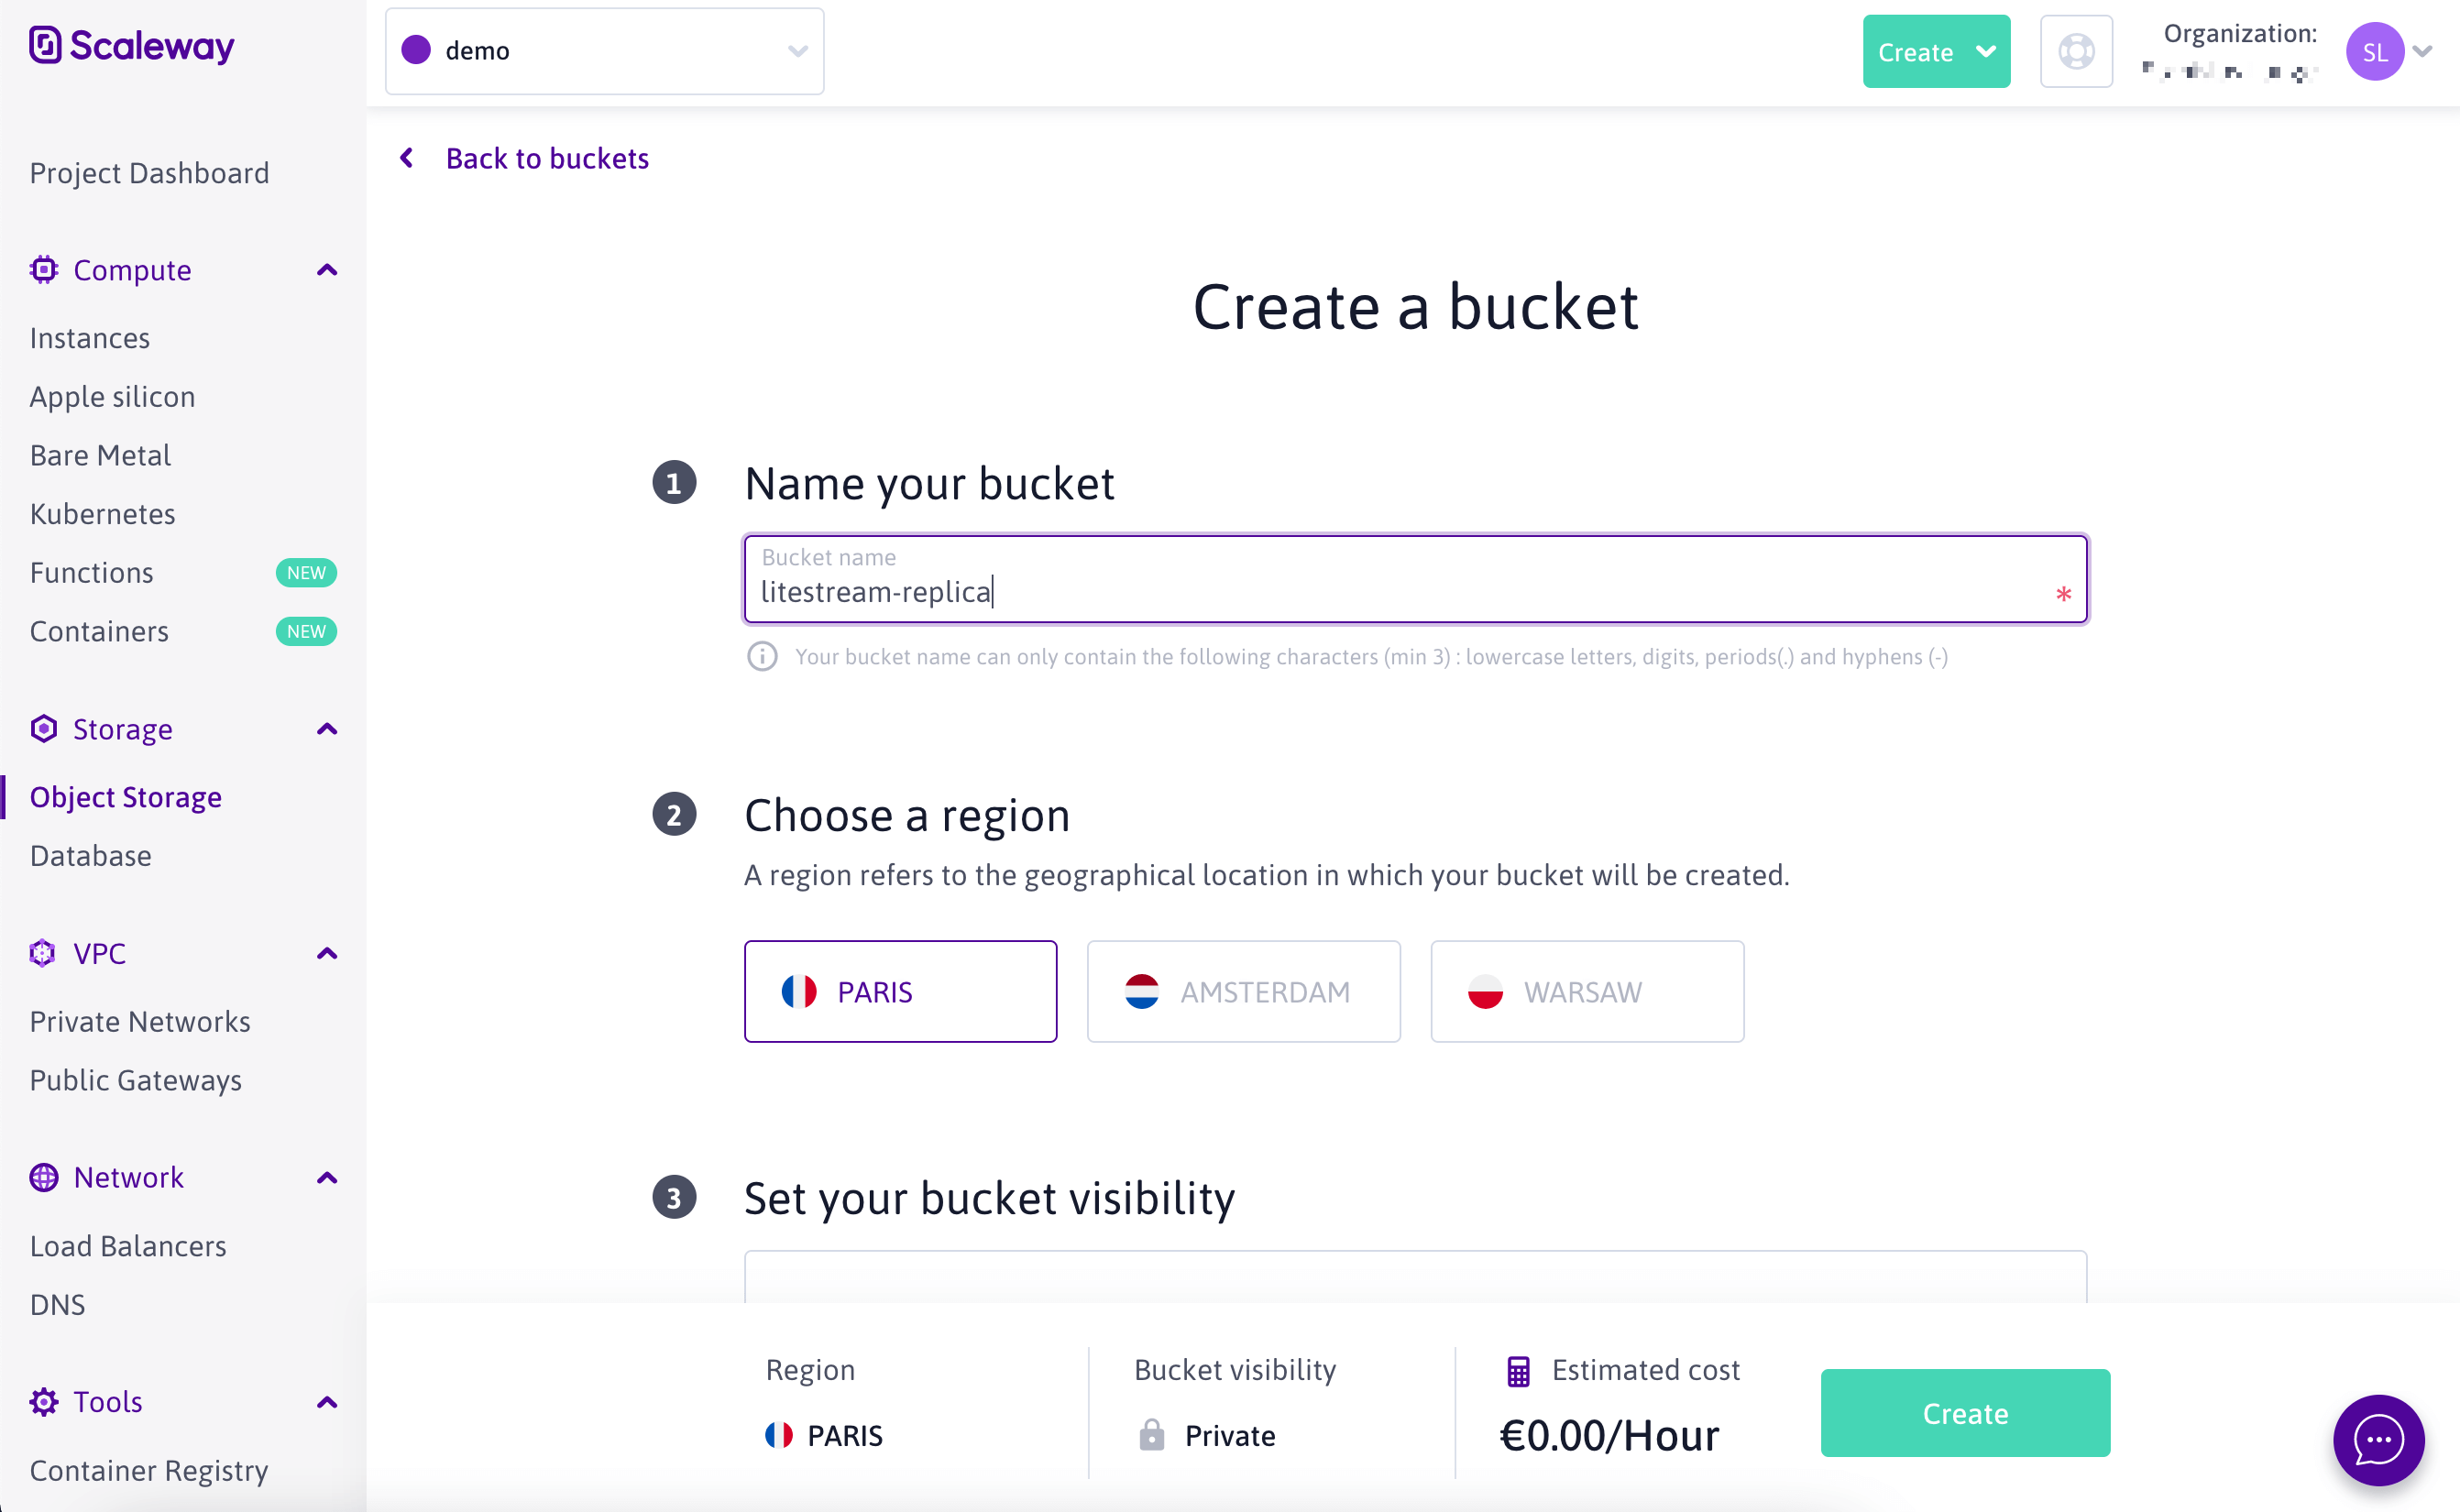 Scaleway
demo
Create
Organization:
SL
Project Dashboard
Compute
Instances
Apple silicon
Bare Metal
Kubernetes
Functions NEW
Containers NEW
Storage
Object Storage
Database
VPC
Private Networks
Public Gateways
Network
Load Balancers
DNS
Tools
Container Registry
Back to buckets
Create a bucket
1 Name your bucket
Bucket name
litestream-replica *
Your bucket name can only contain the following characters (min 3) : lowercase letters, digits, periods(.) and hyphens (-)
2 Choose a region
A region refers to the geographical location in which your bucket will be created.
PARIS AMSTERDAM WARSAW
3 Set your bucket visibility
Region
PARIS
Bucket visibility
Private
Estimated cost
€0.00/Hour
Create